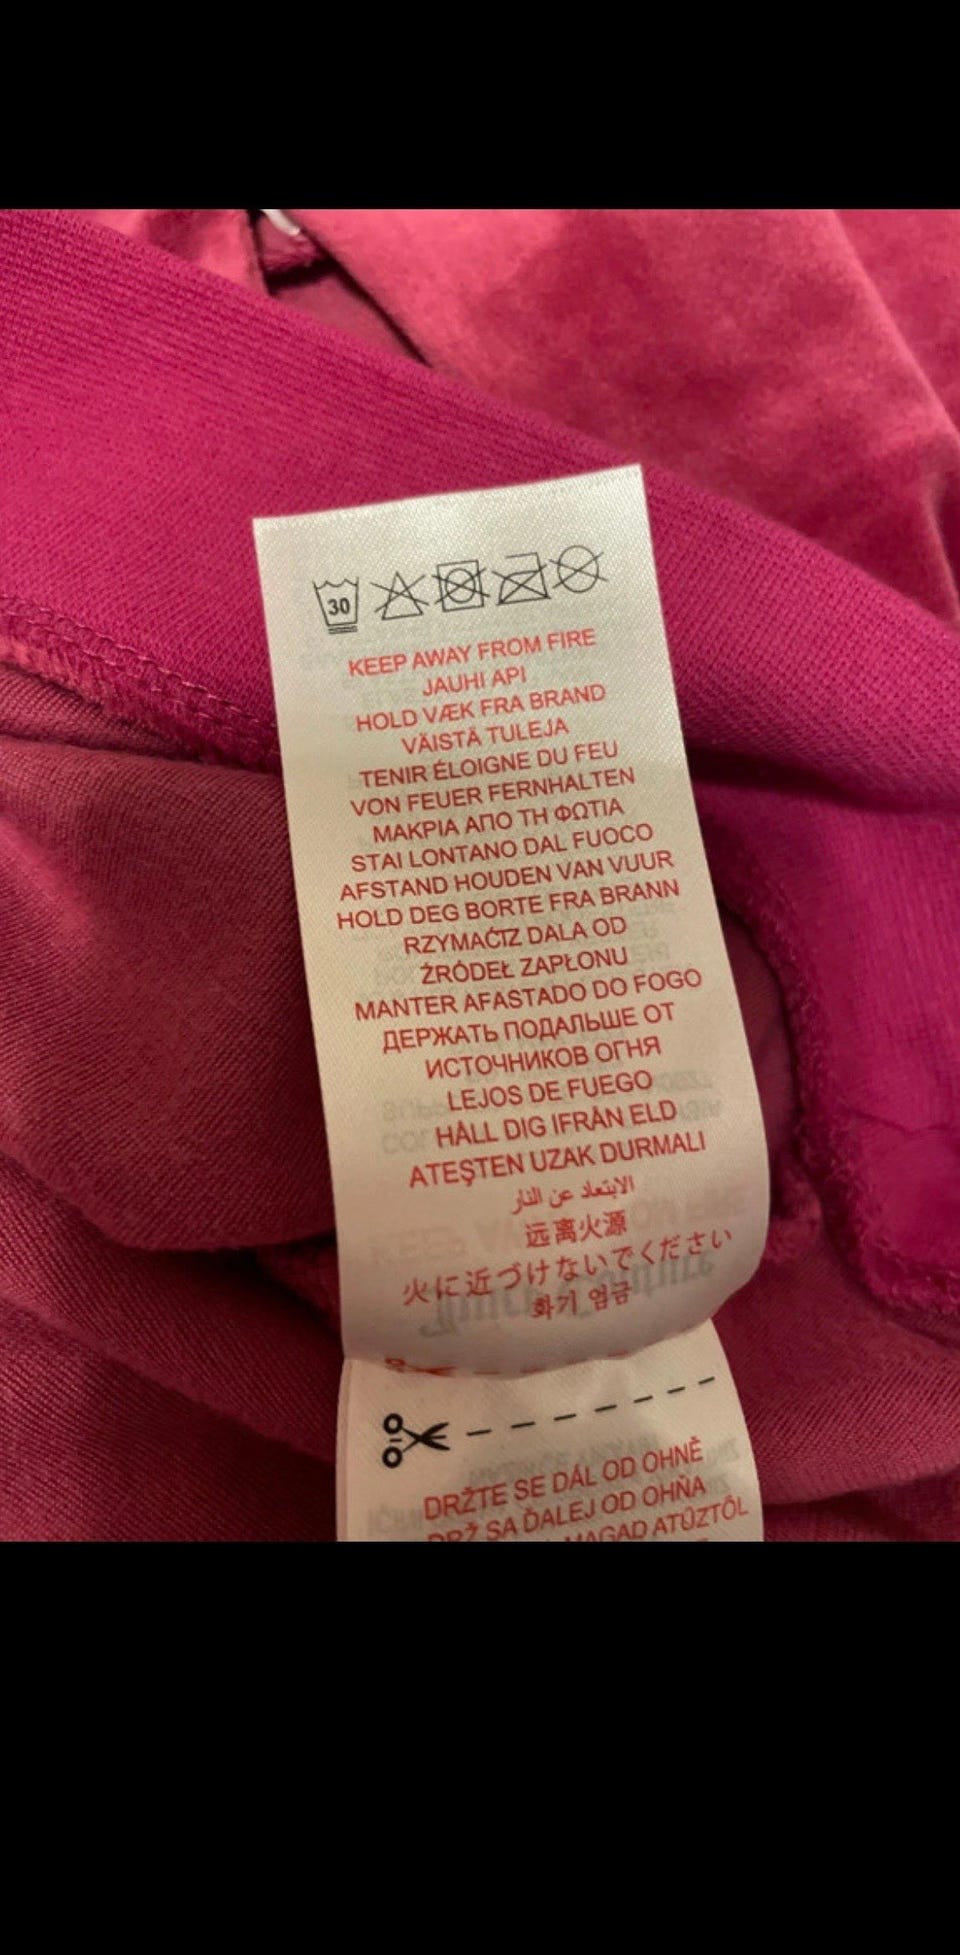 30
KEEP AWAY FROM FIRE
JAUHI API
HOLD VÆK FRA BRAND
VÄISTÄ TULEJA
TENIR ÉLOIGNE DU FEU
VON FEUER FERNHALTEN
ΜΑΚΡΙΑ ΑΠΟ ΤΗ ΦΩΤΙΑ
STAI LONTANO DAL FUOCO
AFSTAND HOUDEN VAN VUUR
HOLD DEG BORTE FRA BRANN
RZYMAĆIZ DALA OD
ŹRÓDEŁ ZAPŁONU
MANTER AFASTADO DO FOGO
ДЕРЖАТЬ ПОДАЛЬШЕ ОТ
ИСТОЧНИКОВ ОГНЯ
LEJOS DE FUEGO
HÅLL DIG IFRÅN ELD
ATEŞTEN UZAK DURMALI
الابتعاد عن النار
远离火源
火に近づけないでください
화기 엄금
DRŽTE SE DÁL OD OHNĚ
DRŽ SA ĎALEJ OD OHŇA
MAGAD ATŰZTŐL